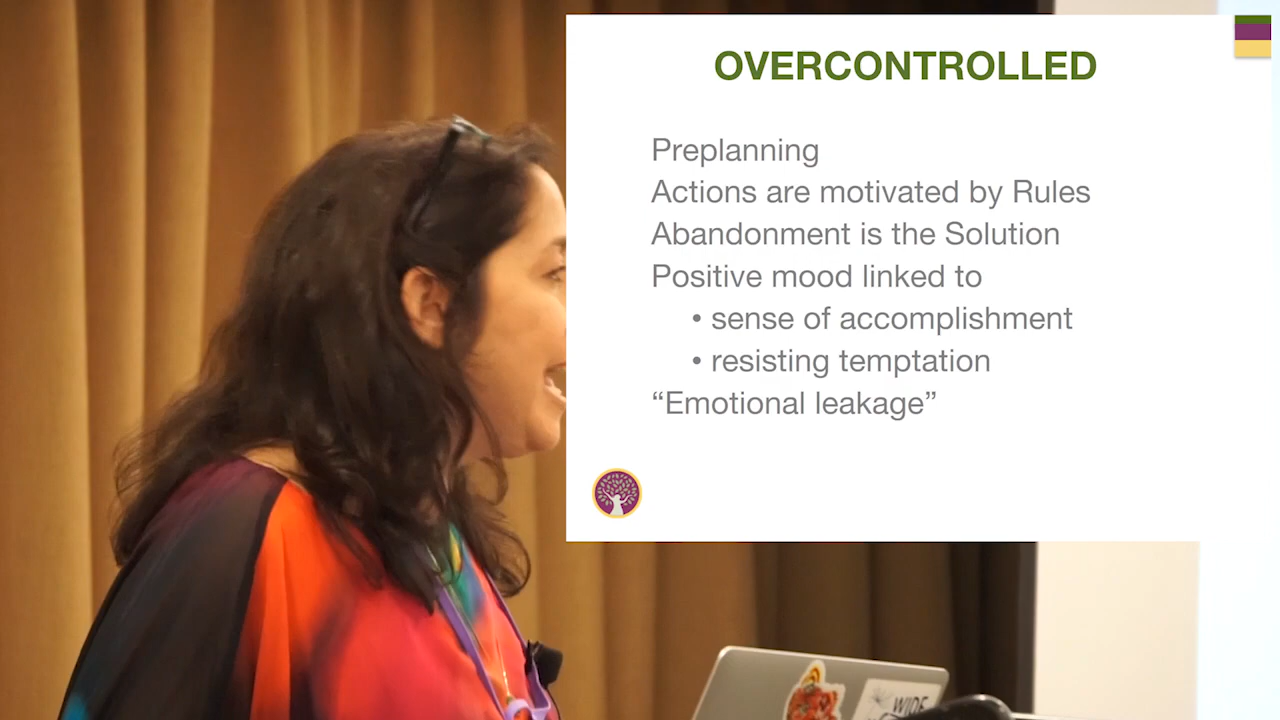 OVERCONTROLLED
Preplanning
Actions are motivated by Rules
Abandonment is the Solution
Positive mood linked to
• sense of accomplishment
• resisting temptation
“Emotional leakage”
WIDE